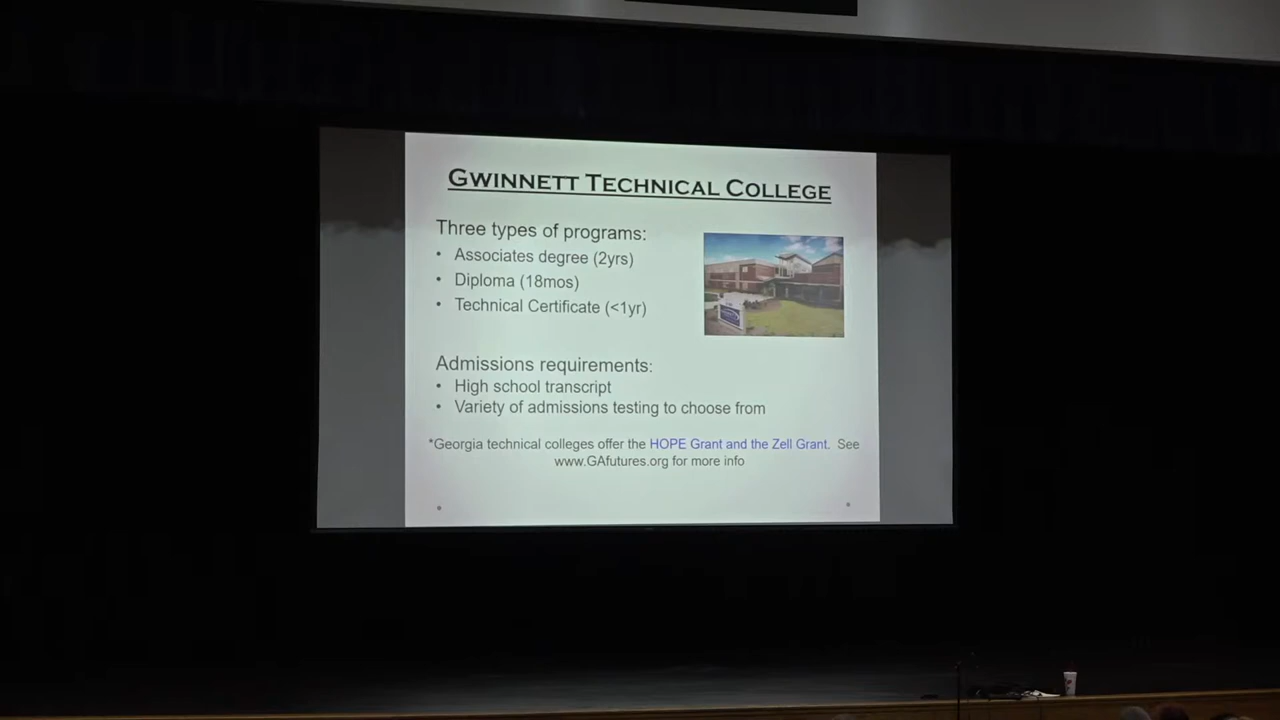 GWINNETT TECHNICAL COLLEGE
Three types of programs:
• Associates degree (2yrs)
• Diploma (18mos)
• Technical Certificate (<1yr)
Admissions requirements:
• High school transcript
• Variety of admissions testing to choose from
*Georgia technical colleges offer the HOPE Grant and the Zell Grant. See
www.GAfutures.org for more info